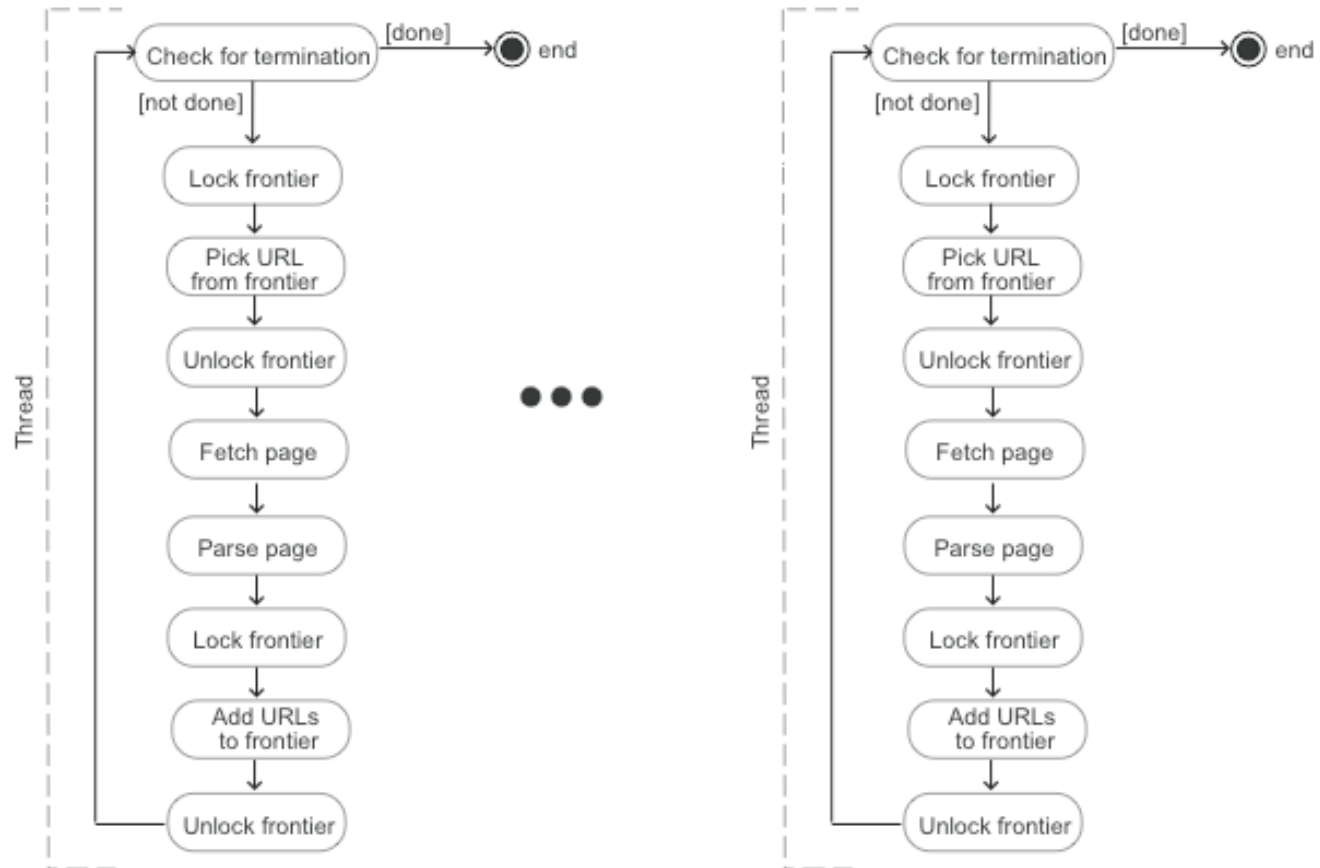 Check for termination
[done]
end
[not done]
Lock frontier
Pick URL
from frontier
Unlock frontier
Fetch page
Parse page
Lock frontier
Add URLs
to frontier
Unlock frontier
Thread
Check for termination
[done]
end
[not done]
Lock frontier
Pick URL
from frontier
Unlock frontier
Fetch page
Parse page
Lock frontier
Add URLs
to frontier
Unlock frontier
Thread